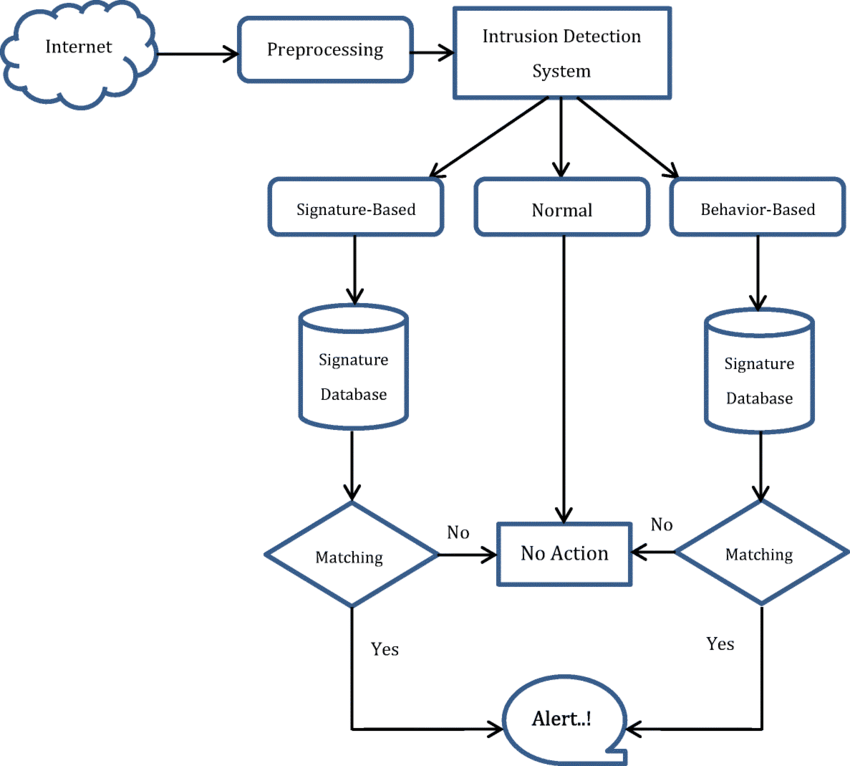 Internet
Preprocessing
Intrusion Detection
System
Signature-Based
Normal
Behavior-Based
Signature
Database
Signature
Database
Matching
No
No Action
No
Matching
Yes
Yes
Alert..!